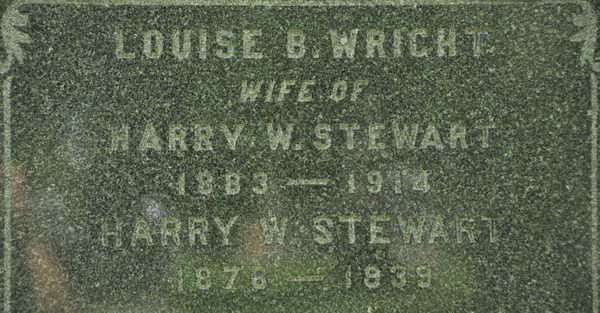 LOUISE B. WRIGHT
WIFE OF
HARRY W. STEWART
1883 — 1914
HARRY W. STEWART
1876 — 1939